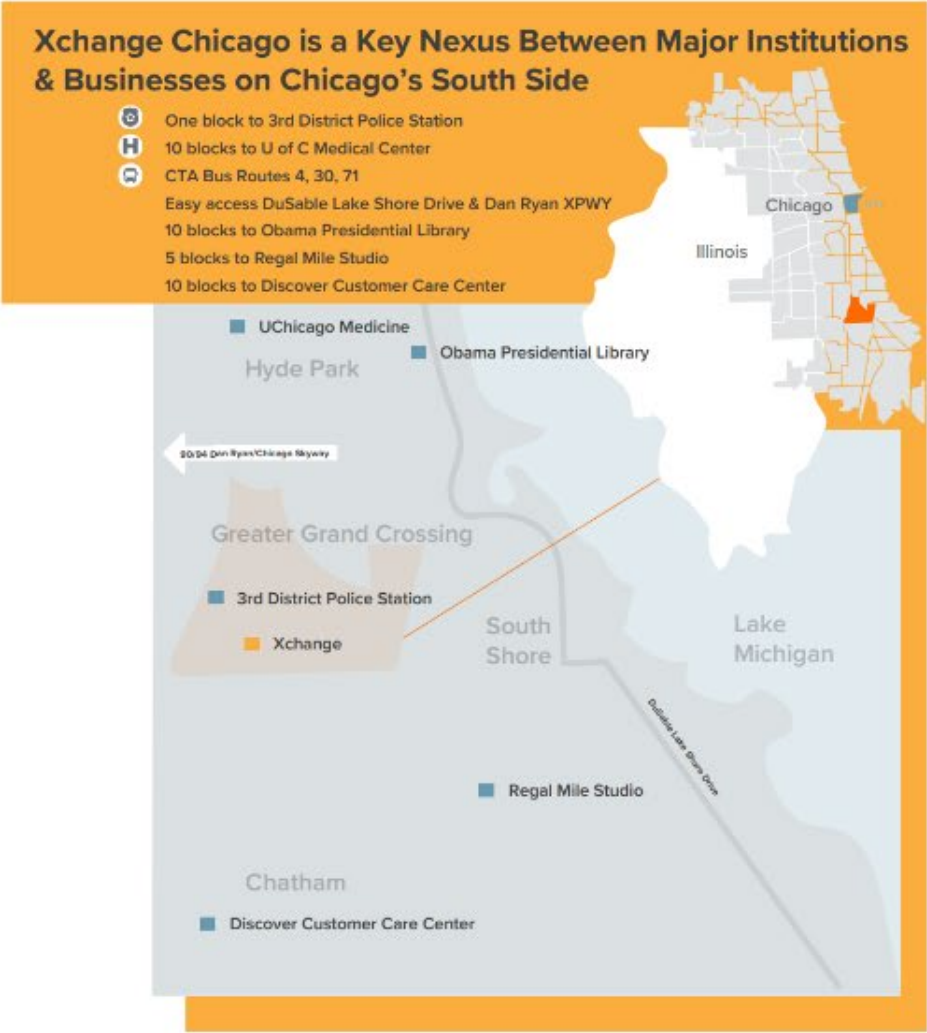 Xchange Chicago is a Key Nexus Between Major Institutions
& Businesses on Chicago's South Side
One block to 3rd District Police Station
H
10 blocks to U of C Medical Center
CTA Bus Routes 4, 30, 71
Easy access DuSable Lake Shore Drive & Dan Ryan XPWY
10 blocks to Obama Presidential Library
5 blocks to Regal Mile Studio
10 blocks to Discover Customer Care Center
Chicago
Illinois
UChicago Medicine
Obama Presidential Library
Hyde Park
90/94 Dan Ryan/Chicago Skyway
Greater Grand Crossing
3rd District Police Station
Xchange
South
Shore
Lake
Michigan
DuSable Lake Shore Drive
Regal Mile Studio
Chatham
Discover Customer Care Center